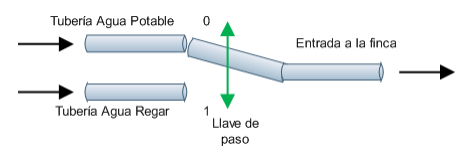 Tubería Agua Potable
0
Entrada a la finca
Tubería Agua Regar
1
Llave de
paso